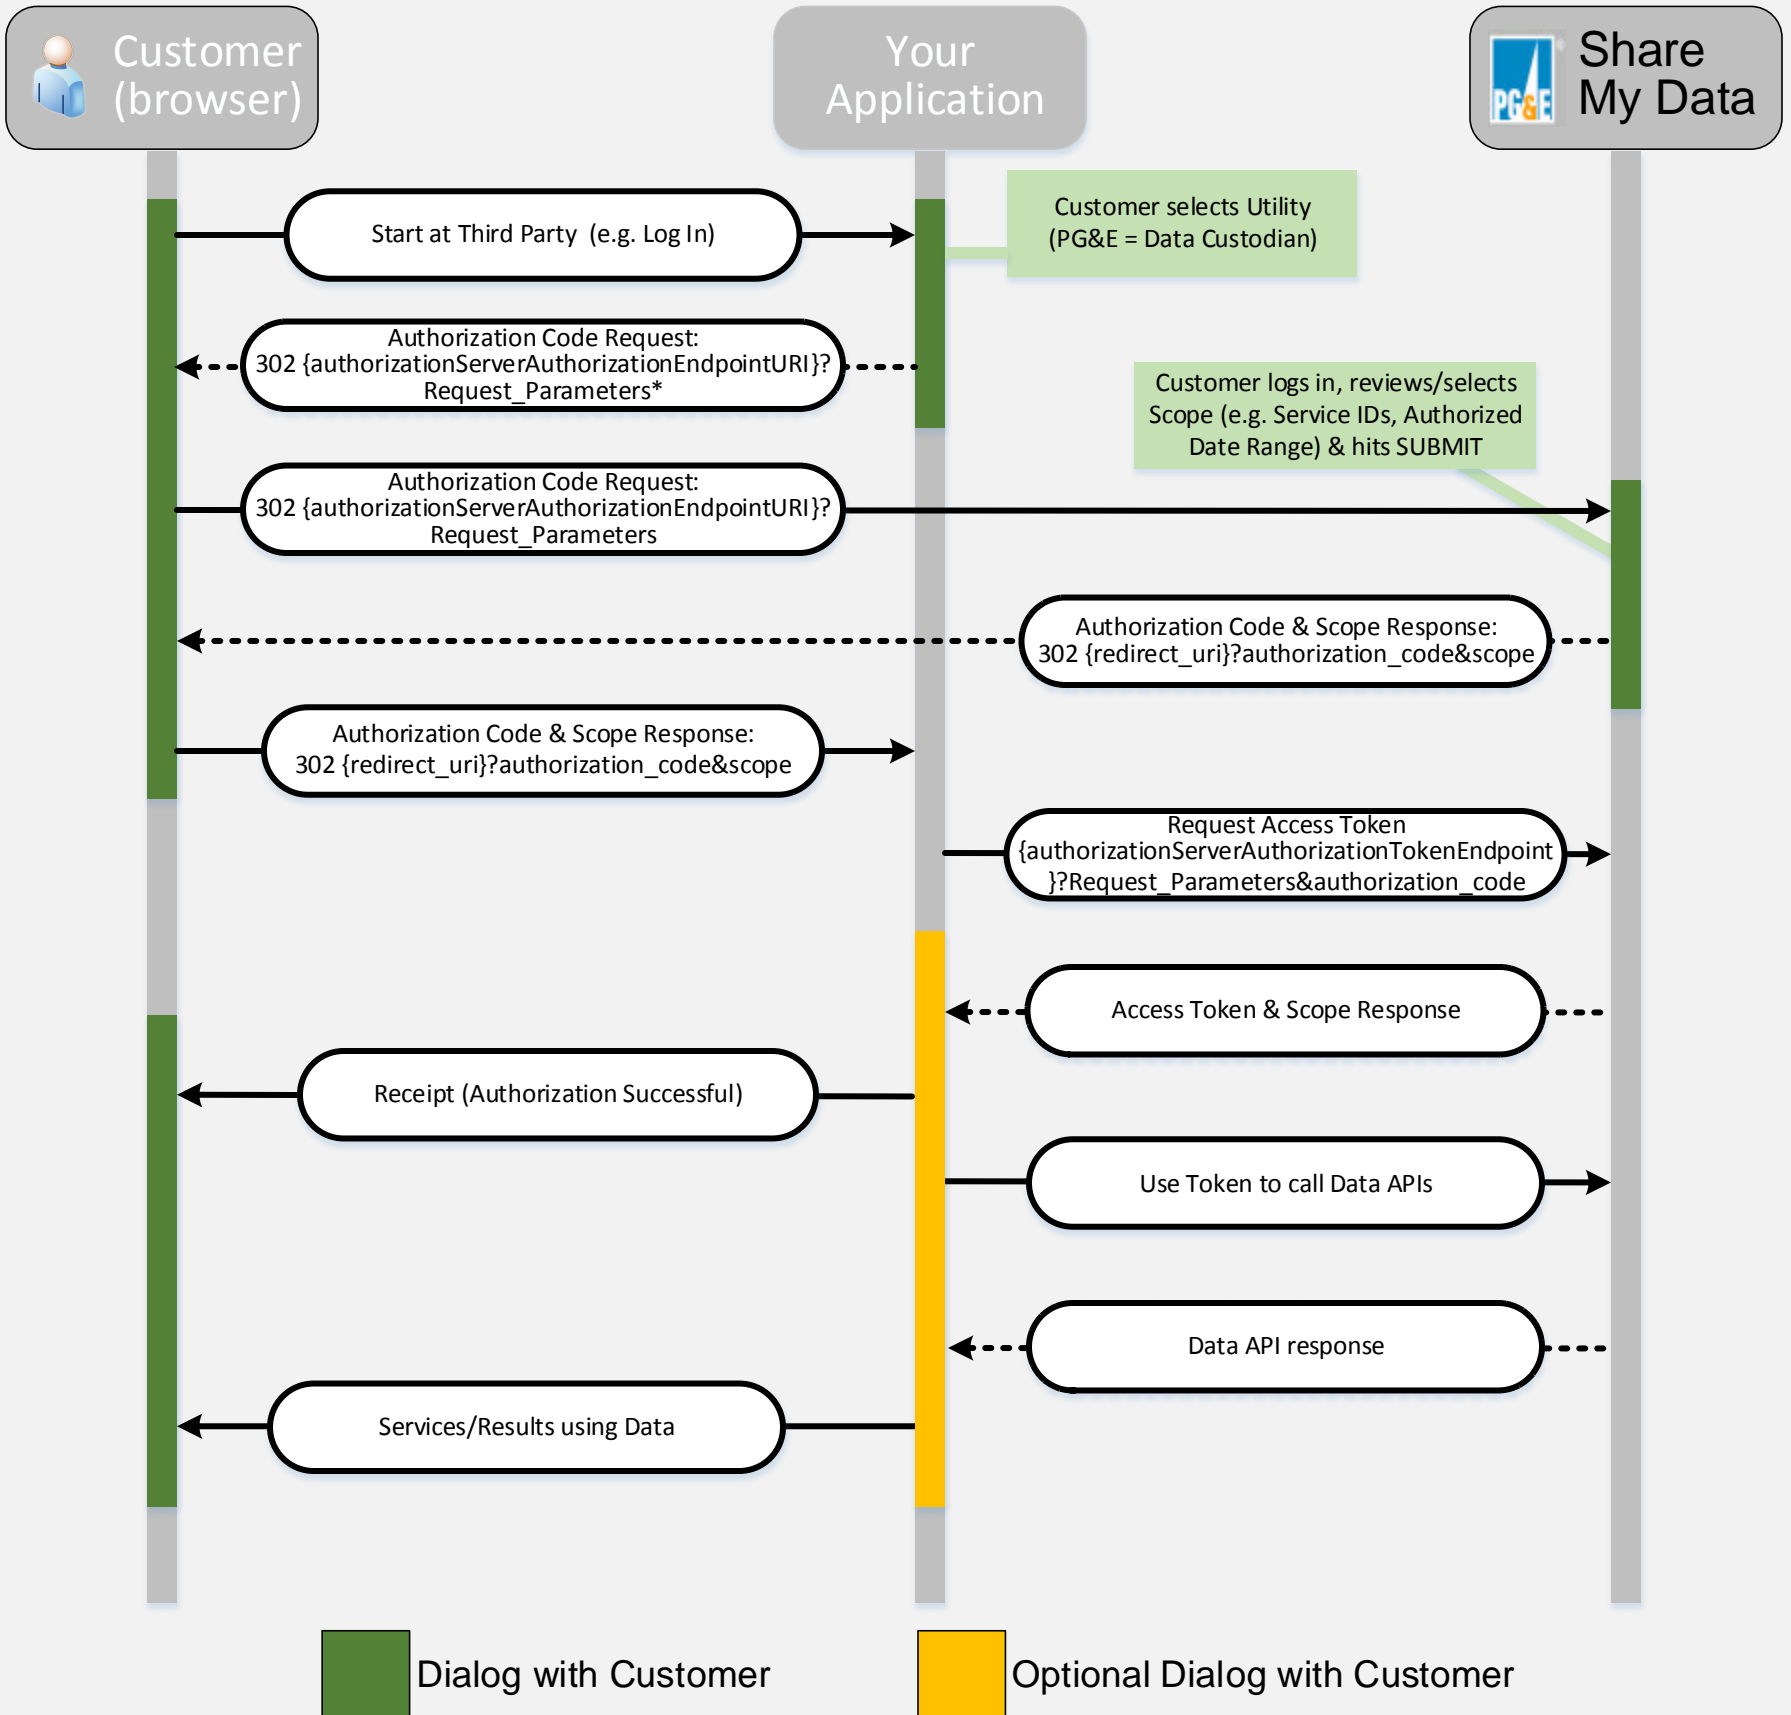 Customer
(browser)
Your
Application
PG&E
®
Share
My Data
Start at Third Party  (e.g. Log In)
Customer selects Utility
(PG&E = Data Custodian)
Authorization Code Request:
302 {authorizationServerAuthorizationEndpointURI}?
Request_Parameters*
Customer logs in, reviews/selects
Scope (e.g. Service IDs, Authorized
Date Range) & hits SUBMIT
Authorization Code Request:
302 {authorizationServerAuthorizationEndpointURI}?
Request_Parameters
Authorization Code & Scope Response:
302 {redirect_uri}?authorization_code&scope
Authorization Code & Scope Response:
302 {redirect_uri}?authorization_code&scope
Request Access Token
{authorizationServerAuthorizationTokenEndpoint
}?Request_Parameters&authorization_code
Access Token & Scope Response
Receipt (Authorization Successful)
Use Token to call Data APIs
Data API response
Services/Results using Data
Dialog with Customer
Optional Dialog with Customer